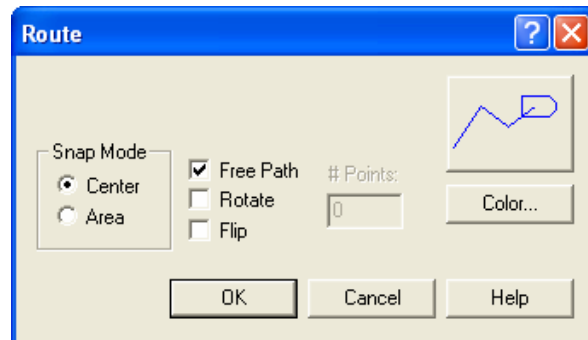 Route
Snap Mode
Center
Area
Free Path
Rotate
Flip
# Points:
0
Color...
OK
Cancel
Help